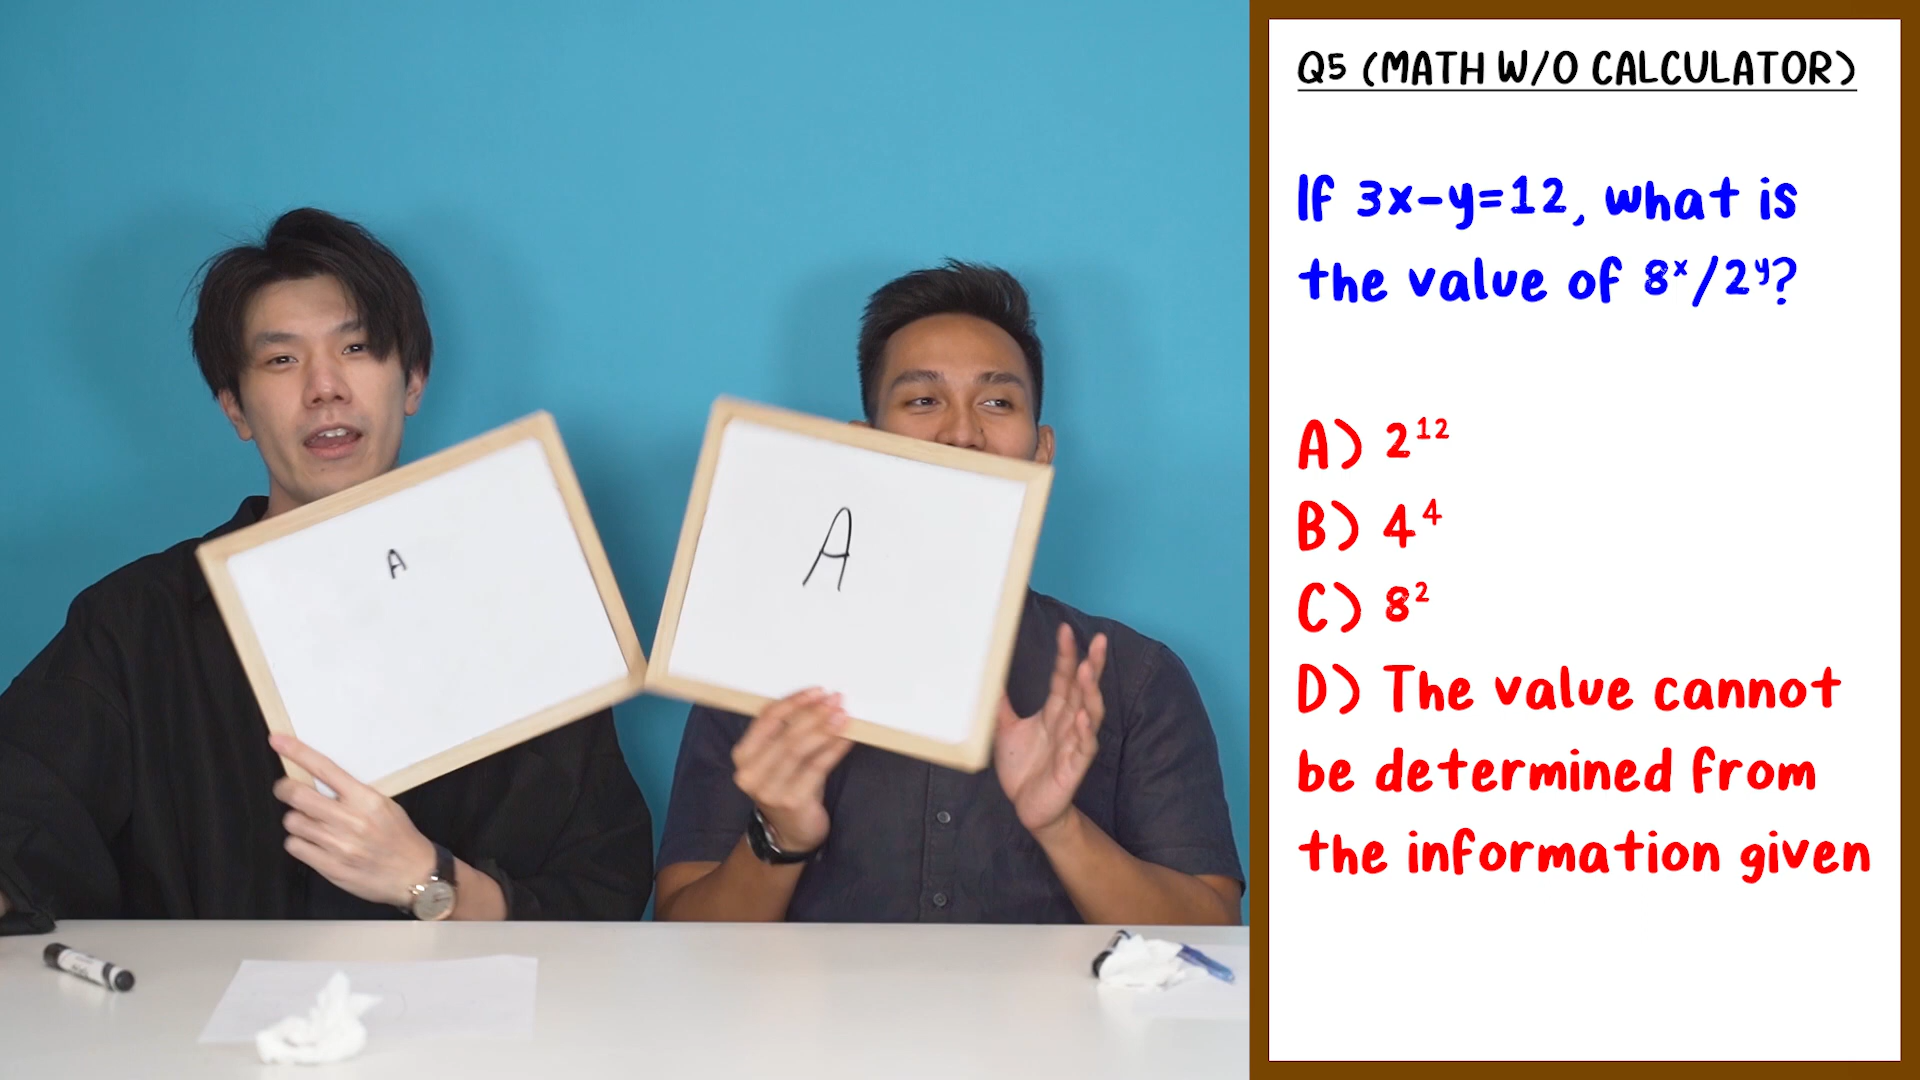 A
A
Q5 (MATH W/O CALCULATOR)
If 3x-y=12, what is
the value of 8ˣ/2ʸ?
A) 2¹²
B) 4⁴
C) 8²
D) The value cannot
be determined from
the information given